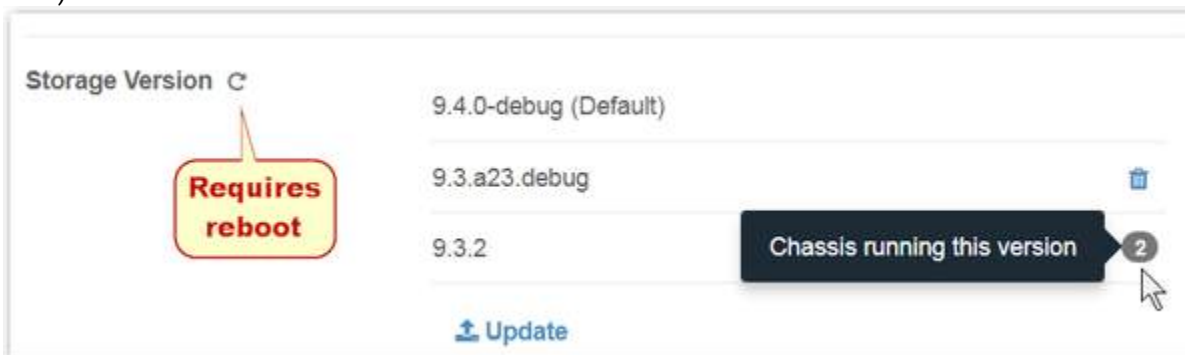 Storage Version
9.4.0-debug (Default)
Requires
reboot
9.3.a23.debug
9.3.2
Chassis running this version
2
Update